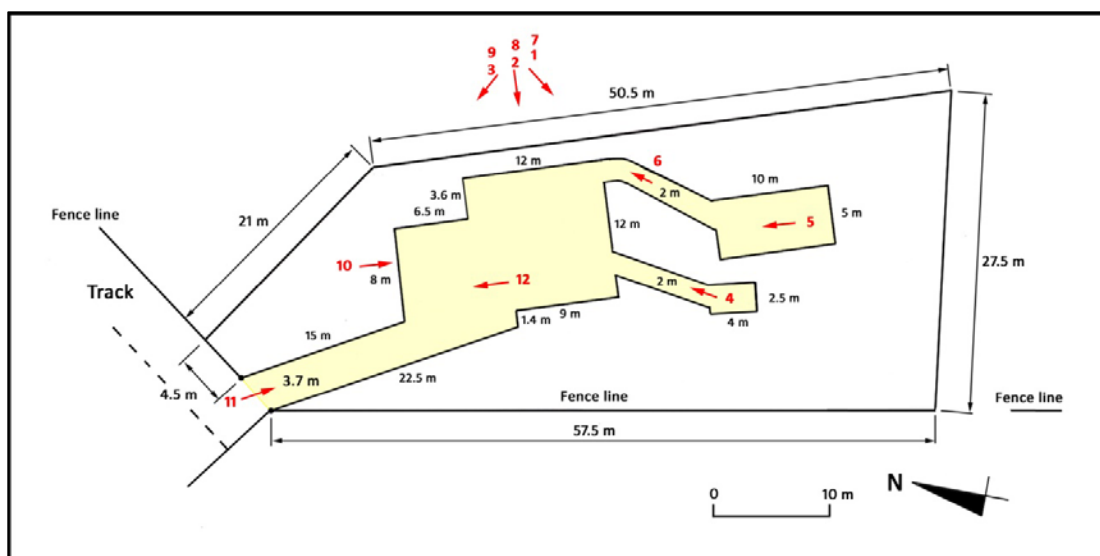 9 8 7
3 2 1
50.5 m
12 m
6
10 m
3.6 m
2 m
6.5 m
5 m
Fence line
21 m
12 m
5
27.5 m
10
8 m
12
Track
2 m
4
2.5 m
15 m
1.4 m
9 m
4 m
3.7 m
22.5 m
4.5 m
11
Fence line
Fence line
57.5 m
N
0 10 m